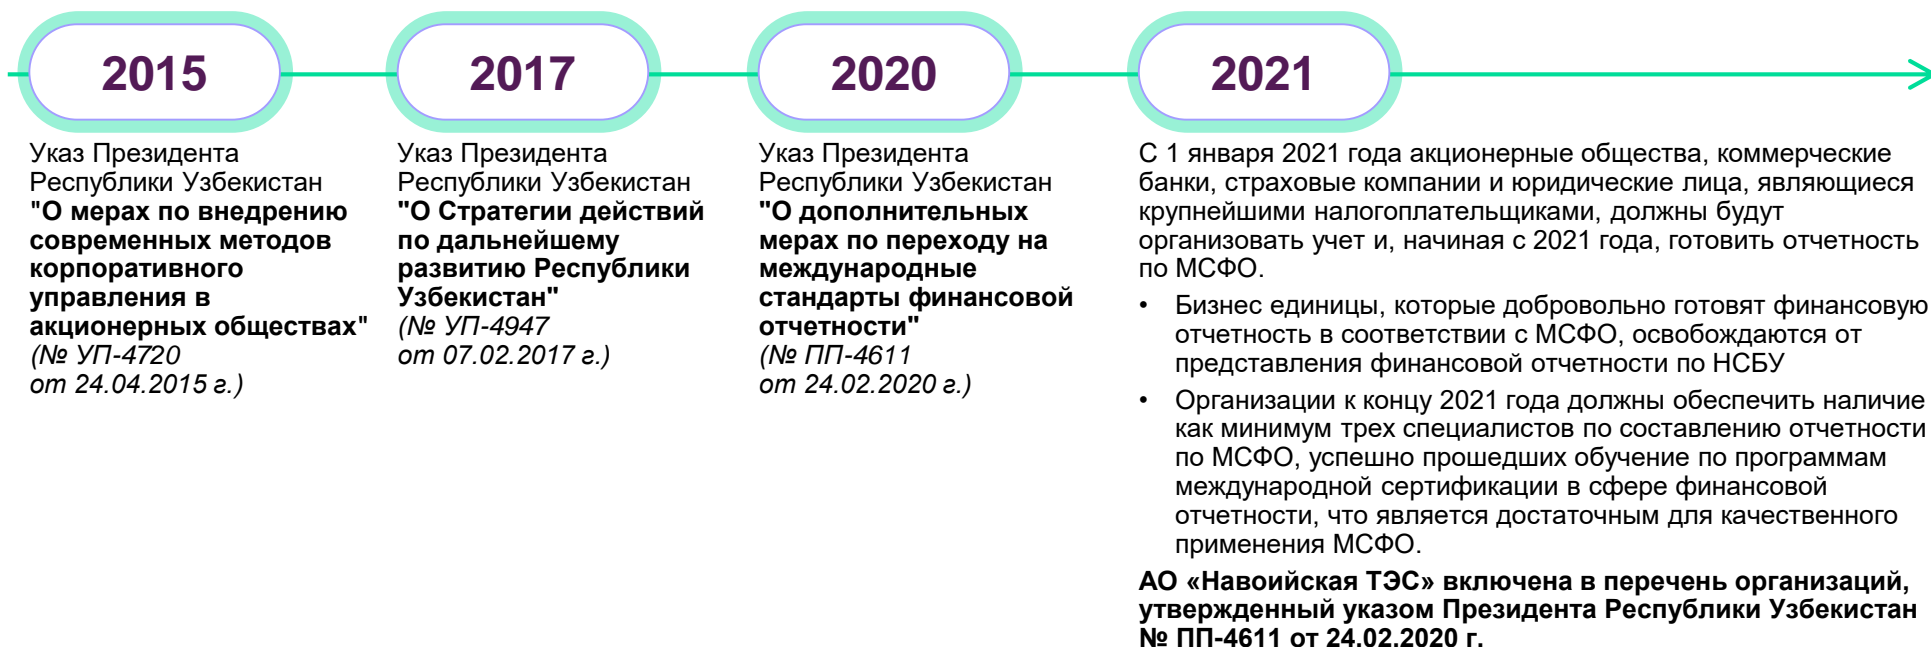 2015
Указ Президента
Республики Узбекистан
"О мерах по внедрению
современных методов
корпоративного
управления в
акционерных обществах"
(№ УП-4720
от 24.04.2015 г.)
2017
Указ Президента
Республики Узбекистан
"О Стратегии действий
по дальнейшему
развитию Республики
Узбекистан"
(№ УП-4947
от 07.02.2017 г.)
2020
Указ Президента
Республики Узбекистан
"О дополнительных
мерах по переходу на
международные
стандарты финансовой
отчетности"
(№ ПП-4611
от 24.02.2020 г.)
2021
С 1 января 2021 года акционерные общества, коммерческие
банки, страховые компании и юридические лица, являющиеся
крупнейшими налогоплательщиками, должны будут
организовать учет и, начиная с 2021 года, готовить отчетность
по МСФО.
• Бизнес единицы, которые добровольно готовят финансовую
отчетность в соответствии с МСФО, освобождаются от
представления финансовой отчетности по НСБУ
• Организации к концу 2021 года должны обеспечить наличие
как минимум трех специалистов по составлению отчетности
по МСФО, успешно прошедших обучение по программам
международной сертификации в сфере финансовой
отчетности, что является достаточным для качественного
применения МСФО.
АО «Навоийская ТЭС» включена в перечень организаций,
утвержденный указом Президента Республики Узбекистан
№ ПП-4611 от 24.02.2020 г.